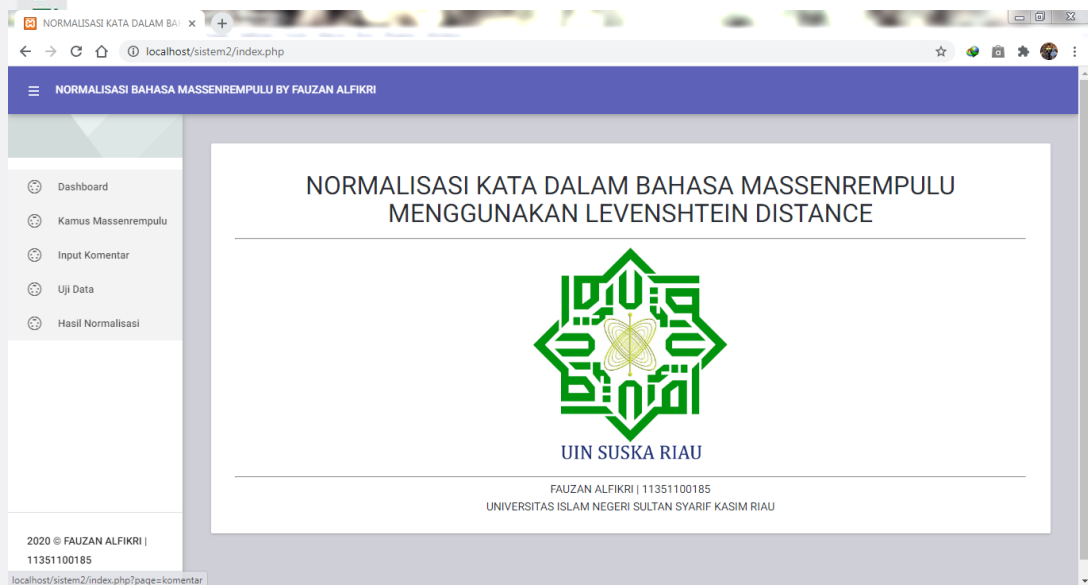 NORMALISASI KATA DALAM BAH
localhost/sistem2/index.php
NORMALISASI BAHASA MASSENREMPULU BY FAUZAN ALFIKRI
Dashboard
Kamus Massenrempulu
Input Komentar
Uji Data
Hasil Normalisasi
NORMALISASI KATA DALAM BAHASA MASSENREMPULU
MENGGUNAKAN LEVENSHTEIN DISTANCE
UIN SUSKA RIAU
FAUZAN ALFIKRI | 11351100185
UNIVERSITAS ISLAM NEGERI SULTAN SYARIF KASIM RIAU
2020 © FAUZAN ALFIKRI |
11351100185
localhost/sistem2/index.php?page=komentar